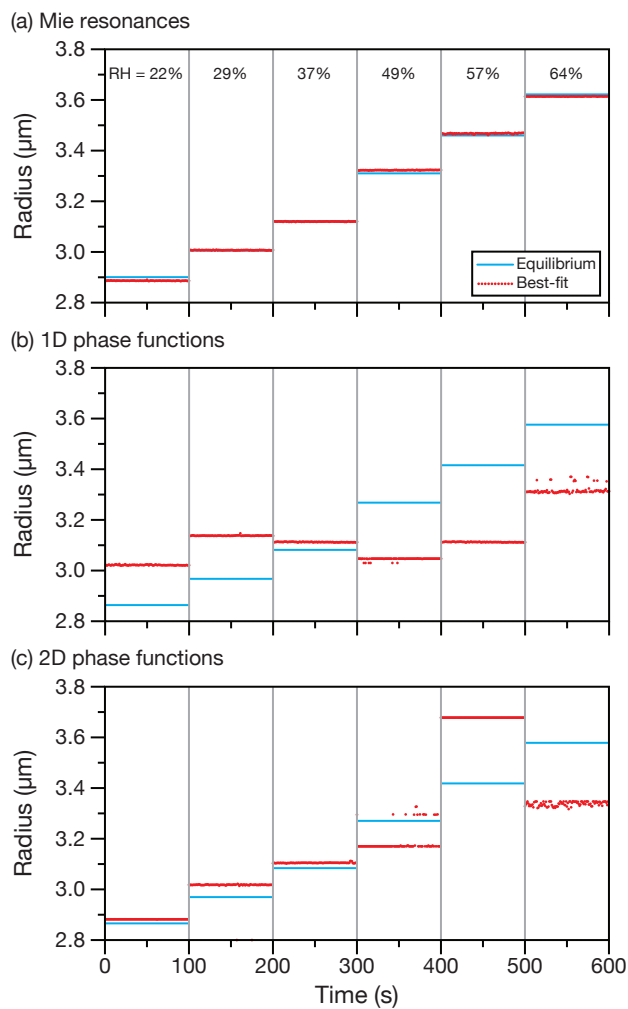 (a) Mie resonances
3.8
RH = 22% 29% 37% 49% 57% 64%
3.6
3.4
3.2
3.0
2.8
Radius (µm)
Equilibrium
Best-fit
(b) 1D phase functions
3.8
3.6
3.4
3.2
3.0
2.8
Radius (µm)
(c) 2D phase functions
3.8
3.6
3.4
3.2
3.0
2.8
Radius (µm)
0 100 200 300 400 500 600
Time (s)